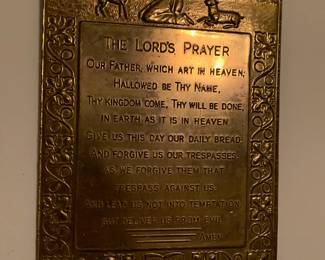 THE LORD'S PRAYER
OUR FATHER, WHICH ART IN HEAVEN,
HALLOWED BE THY NAME,
THY KINGDOM COME, THY WILL BE DONE,
IN EARTH AS IT IS IN HEAVEN
GIVE US THIS DAY OUR DAILY BREAD.
AND FORGIVE US OUR TRESPASSES,
AS WE FORGIVE THEM THAT
TRESPASS AGAINST US.
AND LEAD US NOT INTO TEMPTATION
BUT DELIVER US FROM EVIL
AMEN